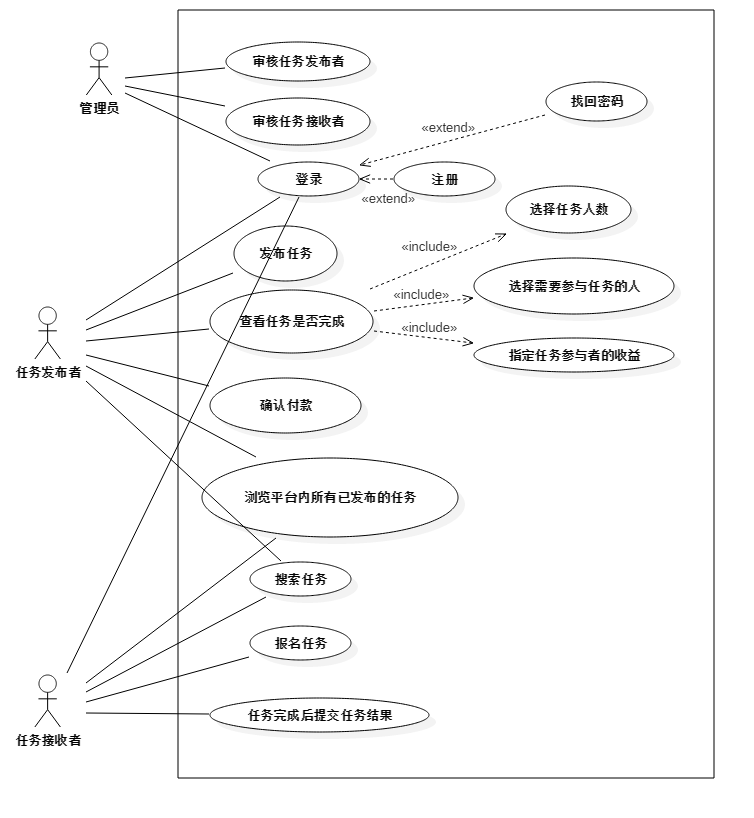 审核任务发布者
管理员
审核任务接收者
找回密码
«extend»
登录
注册
«extend»
选择任务人数
发布任务
«include»
选择需要参与任务的人
«include»
查看任务是否完成
«include»
指定任务参与者的收益
任务发布者
确认付款
浏览平台内所有已发布的任务
搜索任务
报名任务
任务完成后提交任务结果
任务接收者